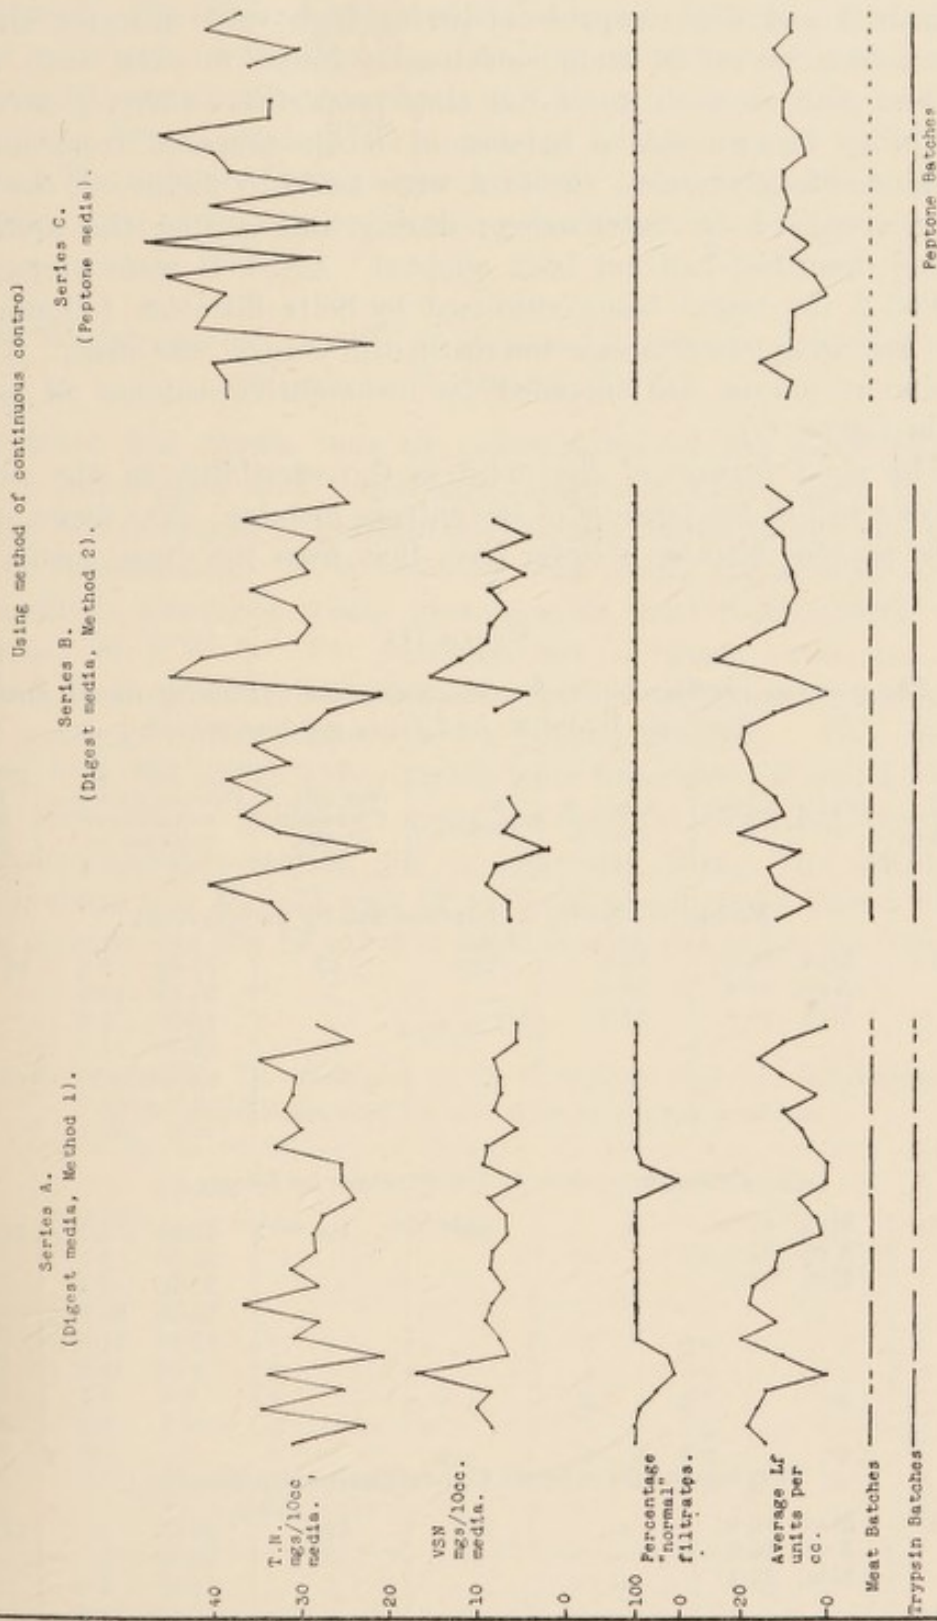 Using method of continuous control
Series A.
(Digest media, Method 1).
Series B.
(Digest media, Method 2).
Series C.
(Peptone media).
40
30
20
10
0
T.N.
mgs/10cc
media.
VSN
mgs/10cc.
media.
100
0
Percentage
"normal"
filtrates.
20
0
Average Lf
units per
cc.
Meat Batches
Trypsin Batches
Peptone Batches